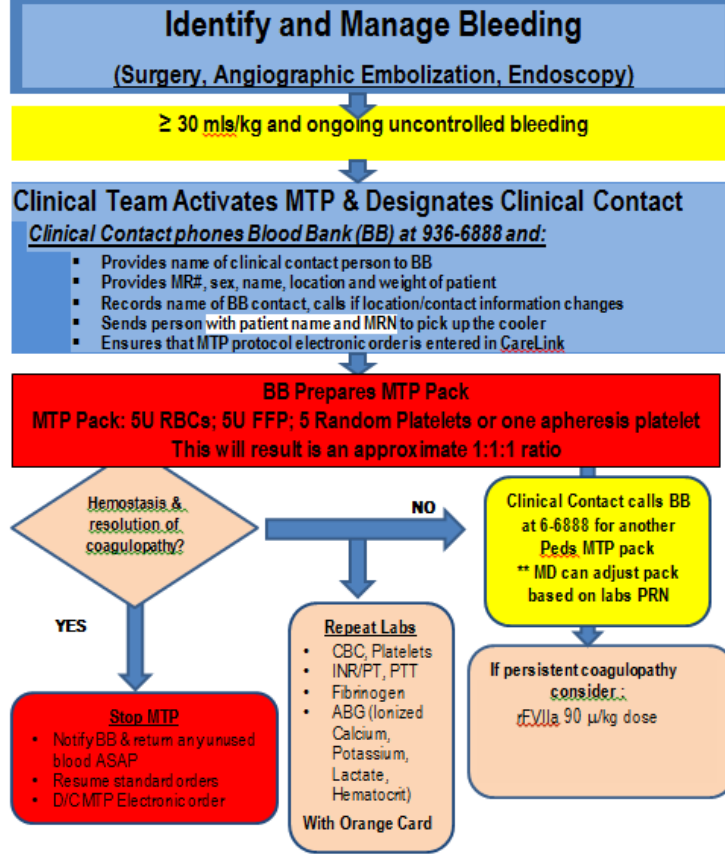 Identify and Manage Bleeding
(Surgery, Angiographic Embolization, Endoscopy)
≥ 30 mls/kg and ongoing uncontrolled bleeding
Clinical Team Activates MTP & Designates Clinical Contact
Clinical Contact phones Blood Bank (BB) at 936-6888 and:
▪ Provides name of clinical contact person to BB
▪ Provides MR#, sex, name, location and weight of patient
▪ Records name of BB contact, calls if location/contact information changes
▪ Sends person with patient name and MRN to pick up the cooler
▪ Ensures that MTP protocol electronic order is entered in CareLink
BB Prepares MTP Pack
MTP Pack: 5U RBCs; 5U FFP; 5 Random Platelets or one apheresis platelet
This will result is an approximate 1:1:1 ratio
Hemostasis &
resolution of
coagulopathy?
NO
Clinical Contact calls BB
at 6-6888 for another
Peds MTP pack
** MD can adjust pack
based on labs PRN
YES
Repeat Labs
• CBC, Platelets
• INR/PT, PTT
• Fibrinogen
• ABG (Ionized
Calcium,
Potassium,
Lactate,
Hematocrit)
With Orange Card
If persistent coagulopathy
consider :
rFVIIa 90 μ/kg dose
Stop MTP
• Notify BB & return any unused
blood ASAP
• Resume standard orders
• D/C MTP Electronic order